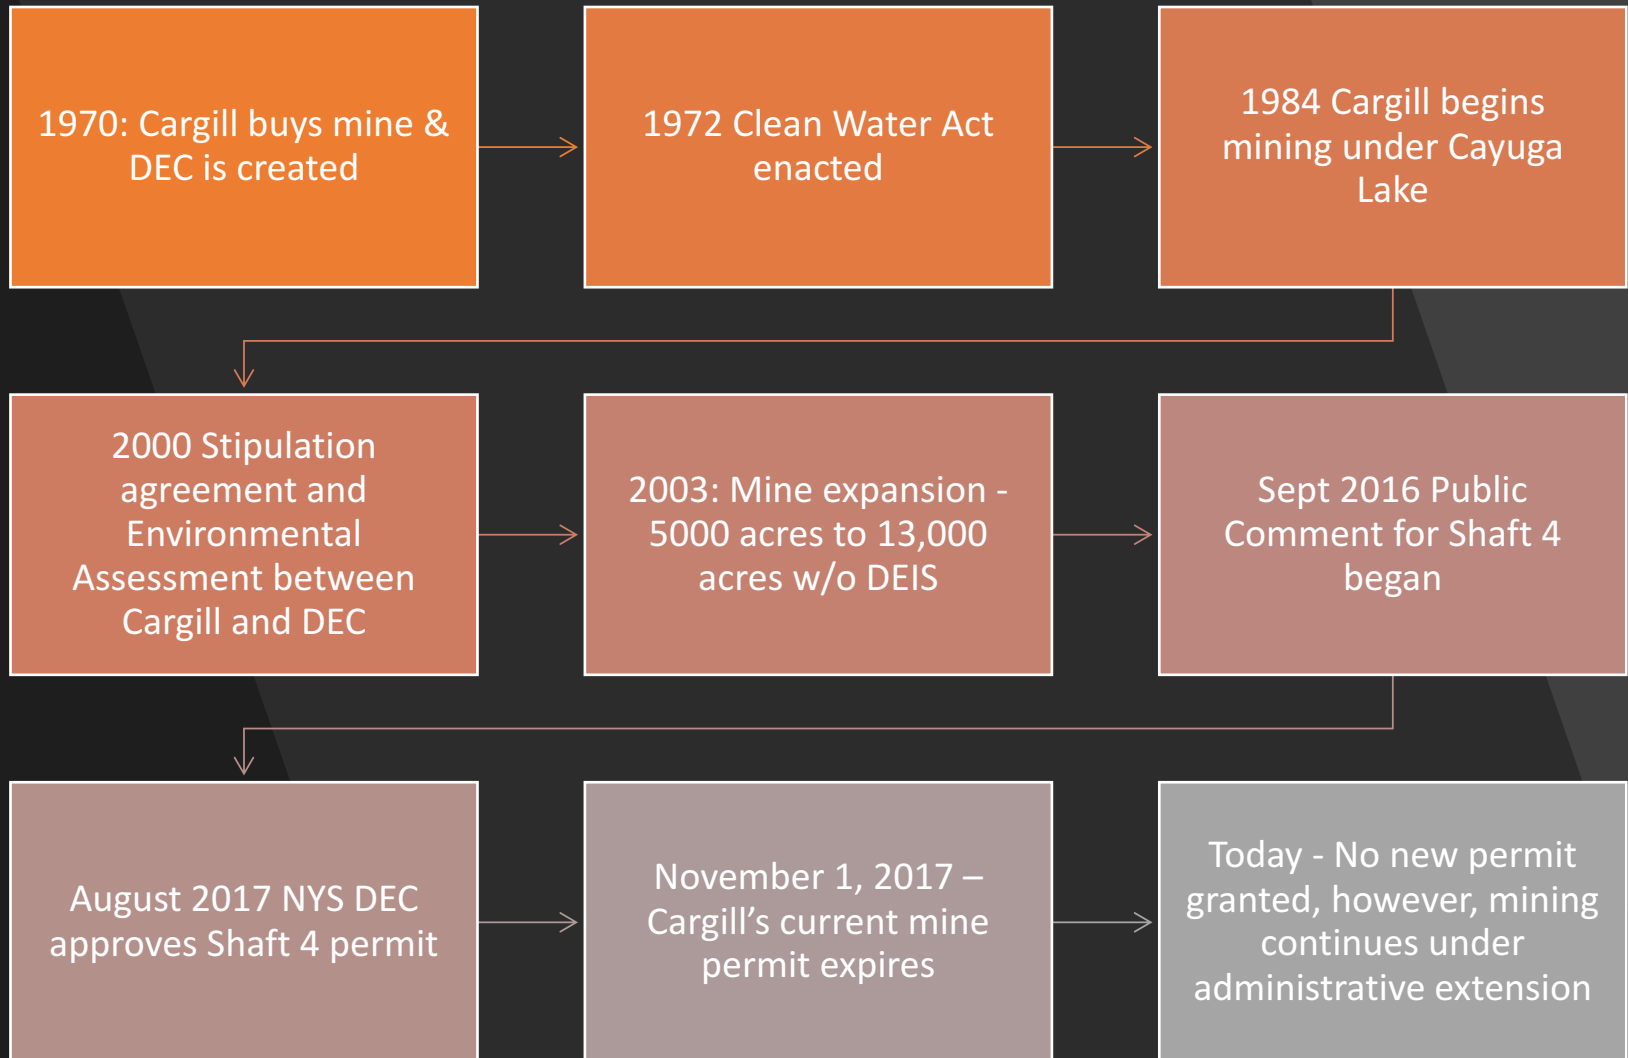 1970: Cargill buys mine &
DEC is created
1972 Clean Water Act
enacted
1984 Cargill begins
mining under Cayuga
Lake
2000 Stipulation
agreement and
Environmental
Assessment between
Cargill and DEC
2003: Mine expansion -
5000 acres to 13,000
acres w/o DEIS
Sept 2016 Public
Comment for Shaft 4
began
August 2017 NYS DEC
approves Shaft 4 permit
November 1, 2017 –
Cargill’s current mine
permit expires
Today - No new permit
granted, however, mining
continues under
administrative extension